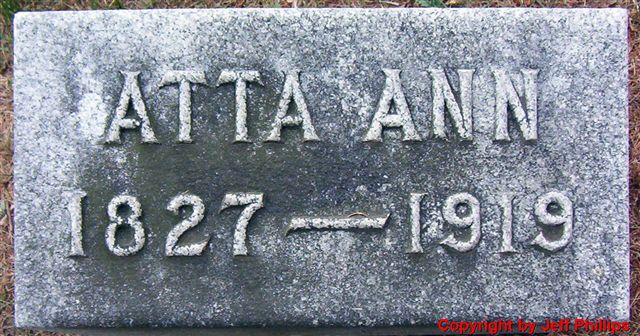 ATTA ANN
1827—1919
Copyright by Jeff Phillips